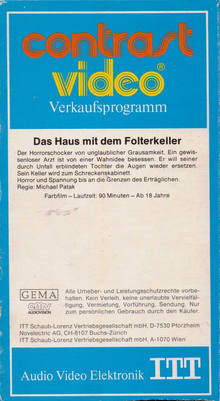 contrast
video®
Verkaufsprogramm
Das Haus mit dem Folterkeller
Der Horrorschocker von unglaublicher Grausamkeit. Ein gewis-
senloser Arzt ist von einer Wahnidee besessen. Er will seiner
durch Unfall erblindeten Tochter die Augen wieder ersetzen.
Sein Keller wird zum Schreckenskabinett.
Horror und Spannung bis an die Grenzen des Erträglichen.
Regie: Michael Patak
Farbfilm – Laufzeit: 90 Minuten – Ab 18 Jahre
GEMA
AUDIOVISION
Alle Urheber- und Leistungsschutzrechte vorbe-
halten. Kein Verleih, keine unerlaubte Vervielfäl-
tigung, Vermietung, Vorführung, Sendung. Nur
zum persönlichen Gebrauch durch den Käufer.
ITT Schaub-Lorenz Vertriebsgesellschaft mbH, D-7530 Pforzheim
Novelectric AG, CH-8107 Buchs-Zürich
ITT Schaub-Lorenz Vertriebsgesellschaft mbH, A-1070 Wien
Audio Video Elektronik ITT